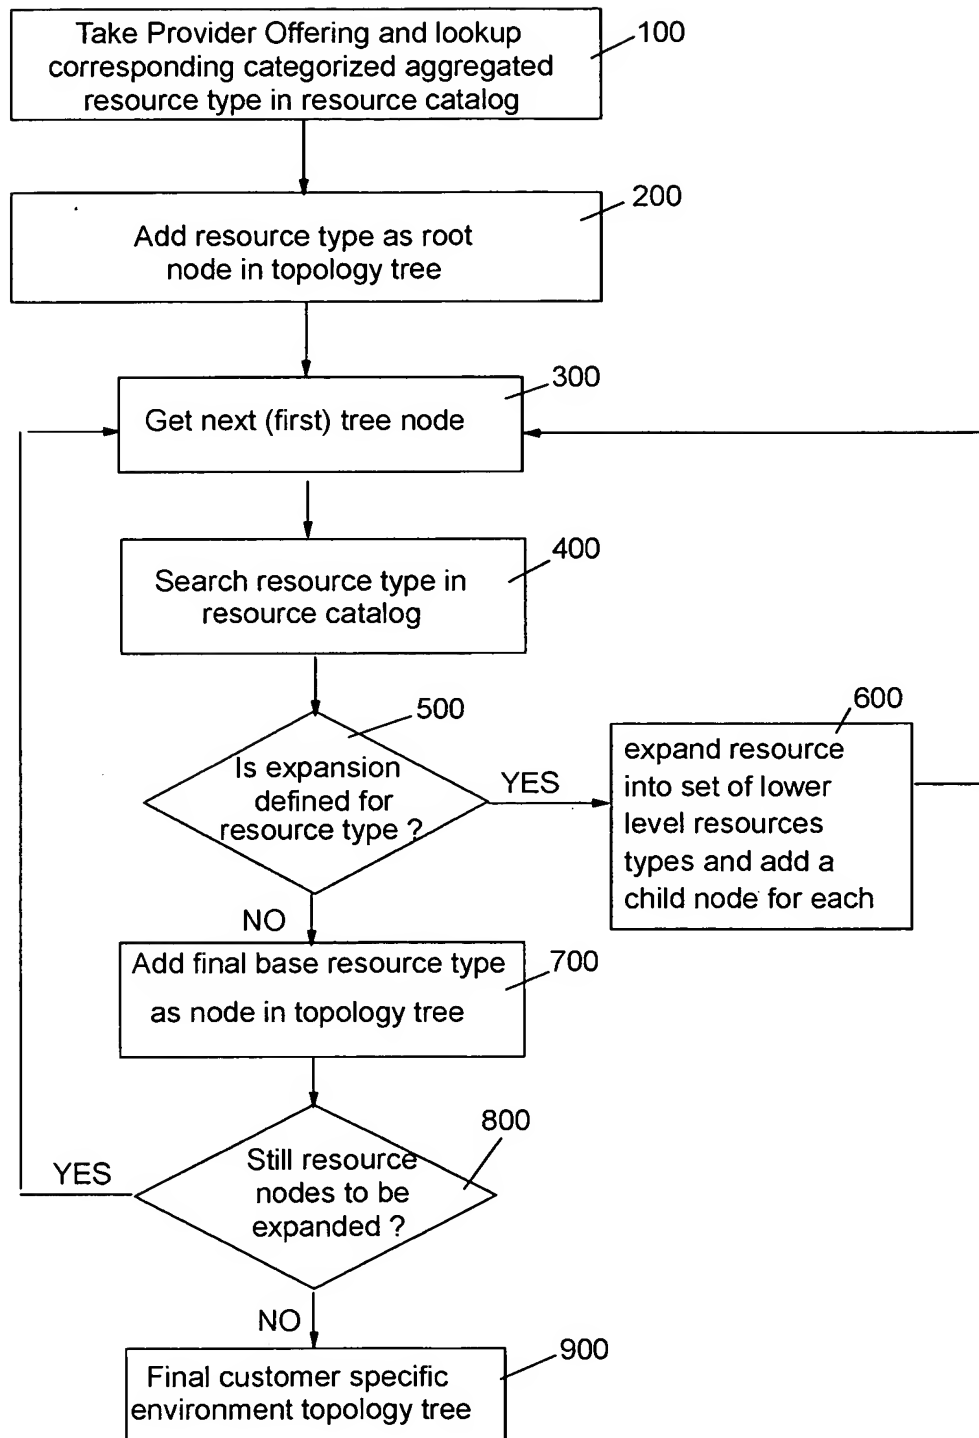 Take Provider Offering and lookup
corresponding categorized aggregated
resource type in resource catalog
100
200
Add resource type as root
node in topology tree
300
Get next (first) tree node
400
Search resource type in
resource catalog
500
Is expansion
defined for
resource type ?
YES
600
expand resource
into set of lower
level resources
types and add a
child node for each
NO
Add final base resource type
as node in topology tree
700
800
Still resource
nodes to be
expanded ?
YES
NO
900
Final customer specific
environment topology tree